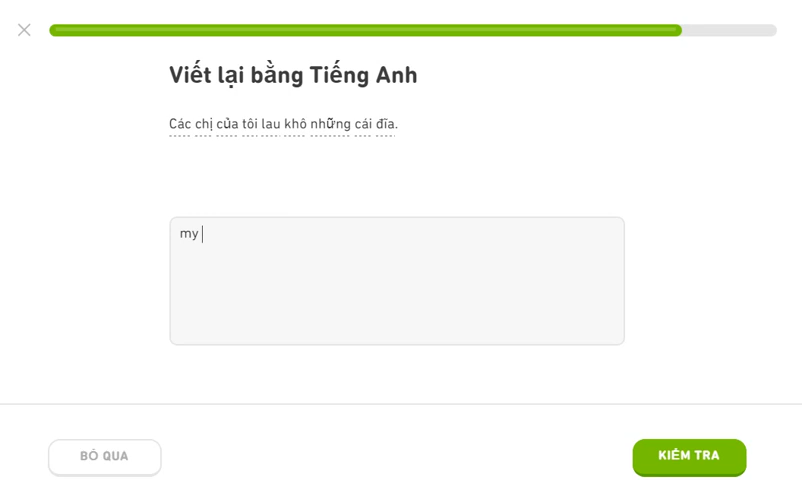 Viết lại bằng Tiếng Anh
Các chị của tôi lau khô những cái đĩa.
my
BỎ QUA
KIỂM TRA